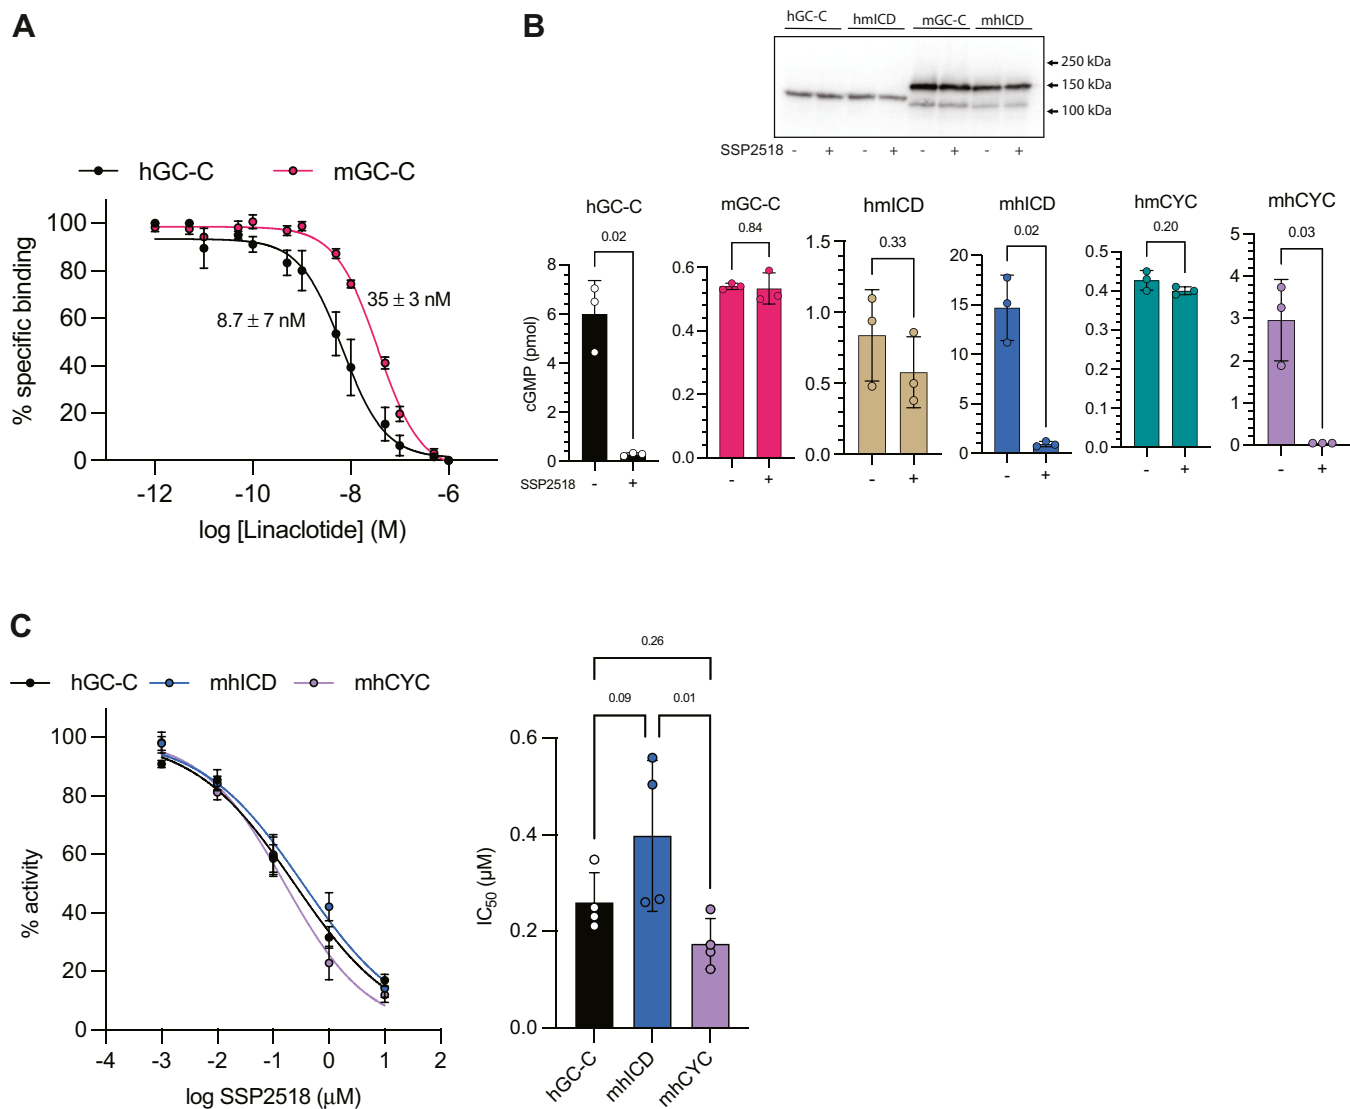 A
hGC-C mGC-C
% specific binding
100
80
60
40
20
0
8.7 ± 7 nM
35 ± 3 nM
-12 -10 -8 -6
log [Linaclotide] (M)
B
hGC-C hmICD mGC-C mhICD
250 kDa
150 kDa
100 kDa
SSP2518 - + - + - + - +
cGMP (pmol)
hGC-C
0.02
8
6
4
2
0
SSP2518 - +
mGC-C
0.84
0.6
0.4
0.2
0.0
- +
hmICD
0.33
1.5
1.0
0.5
0.0
- +
mhICD
0.02
20
15
10
5
0
- +
hmCYC
0.20
0.5
0.4
0.3
0.2
0.1
0.0
- +
mhCYC
0.03
5
4
3
2
1
0
- +
C
hGC-C mhICD mhCYC
% activity
100
80
60
40
20
0
-4 -3 -2 -1 0 1 2
log SSP2518 (μM)
0.26
0.09 0.01
IC50 (μM)
0.6
0.4
0.2
0.0
hGC-C mhICD mhCYC